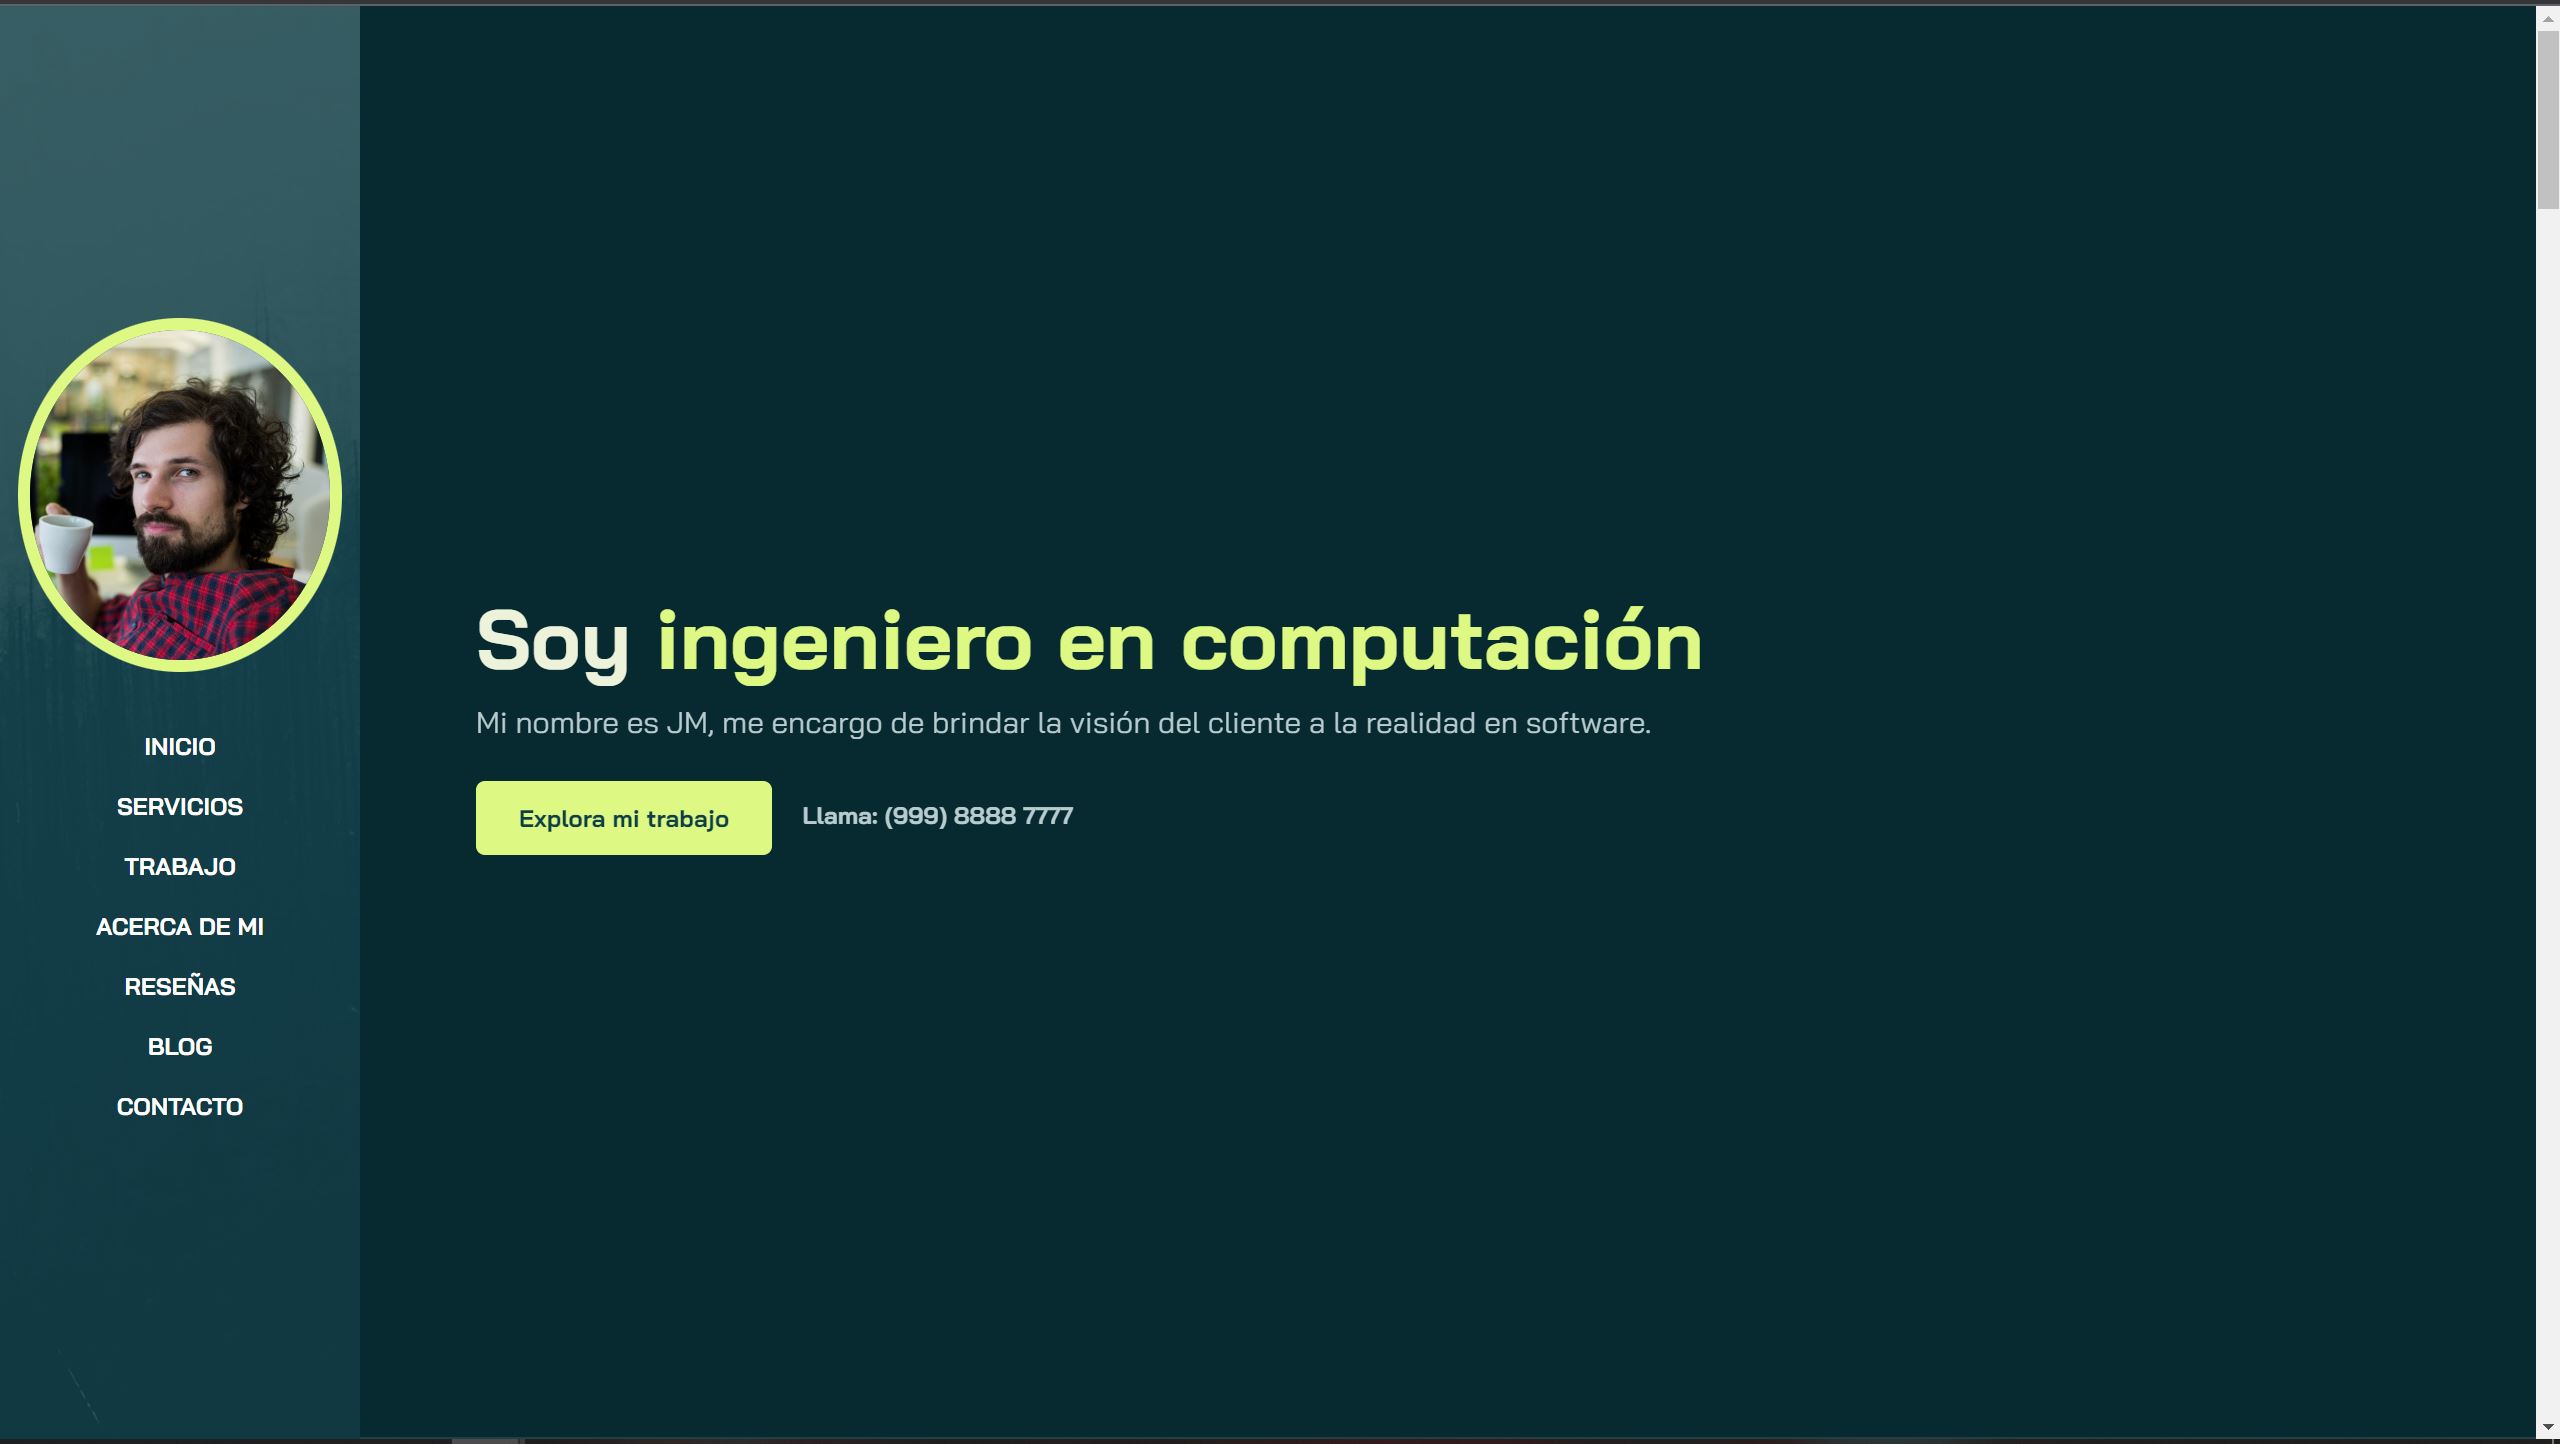 INICIO
SERVICIOS
TRABAJO
ACERCA DE MI
RESEÑAS
BLOG
CONTACTO
Soy ingeniero en computación
Mi nombre es JM, me encargo de brindar la visión del cliente a la realidad en software.
Explora mi trabajo
Llama: (999) 8888 7777